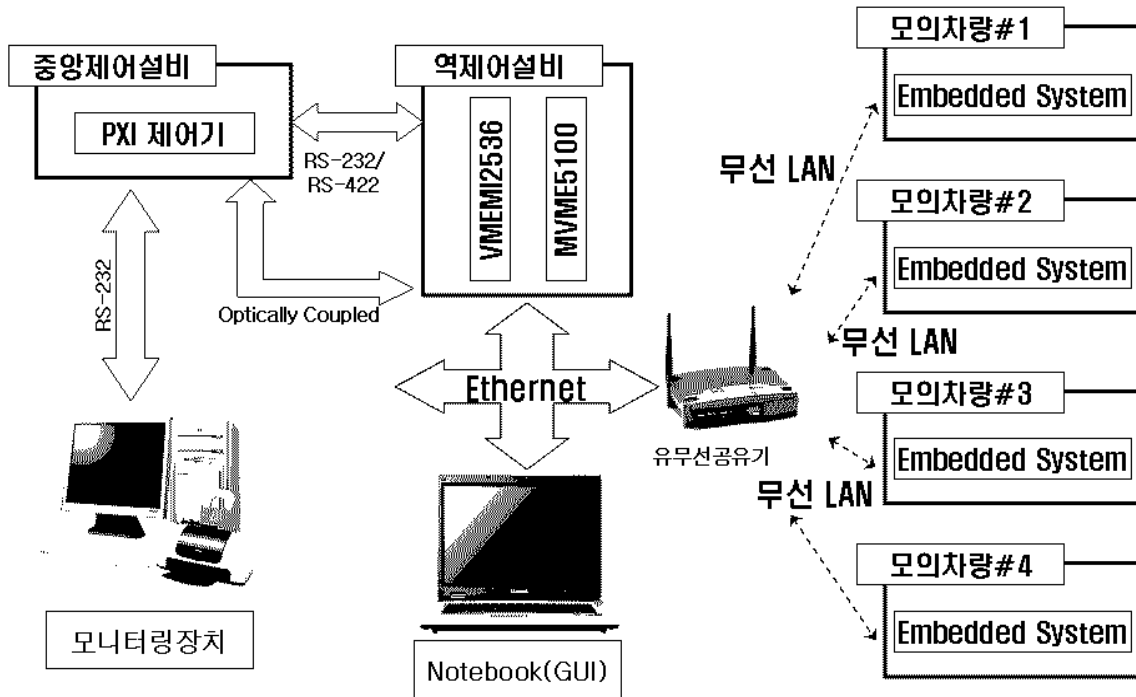 중앙제어설비
PXI 제어기
RS-232/
RS-422
역제어설비
VMEMI2536
MVME5100
RS-232
Optically Coupled
Ethernet
모니터링장치
Notebook(GUI)
유무선공유기
무선 LAN
무선 LAN
무선 LAN
모의차량#1
Embedded System
모의차량#2
Embedded System
모의차량#3
Embedded System
모의차량#4
Embedded System